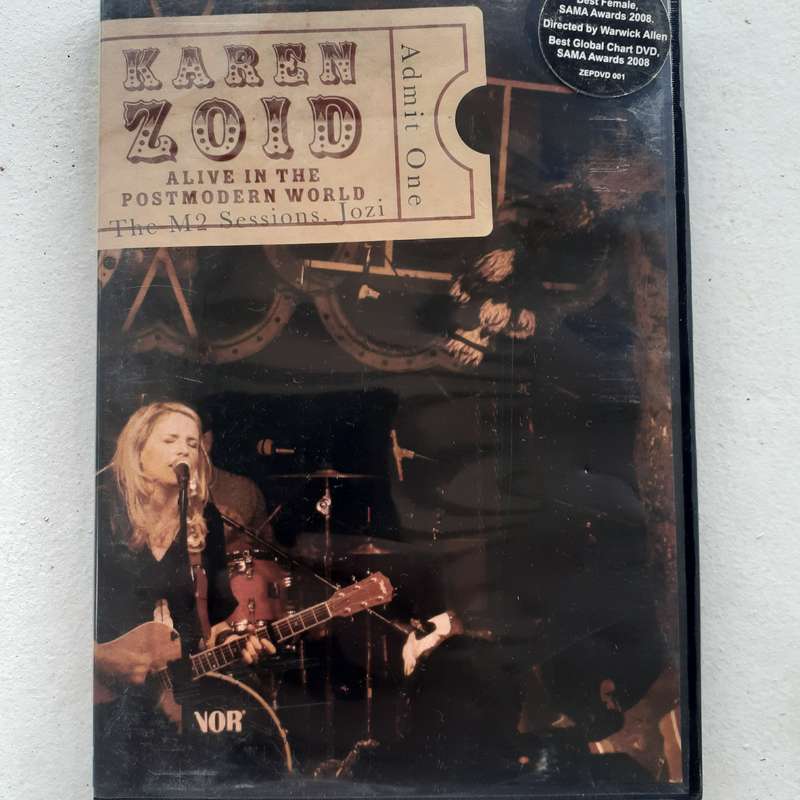 KAREN
ZOID
ALIVE IN THE
POSTMODERN WORLD
The M2 Sessions, Jozi
Admit One
Best Female,
SAMA Awards 2008.
Directed by Warwick Allen
Best Global Chart DVD,
SAMA Awards 2008
ZEPDVD 001
NOR